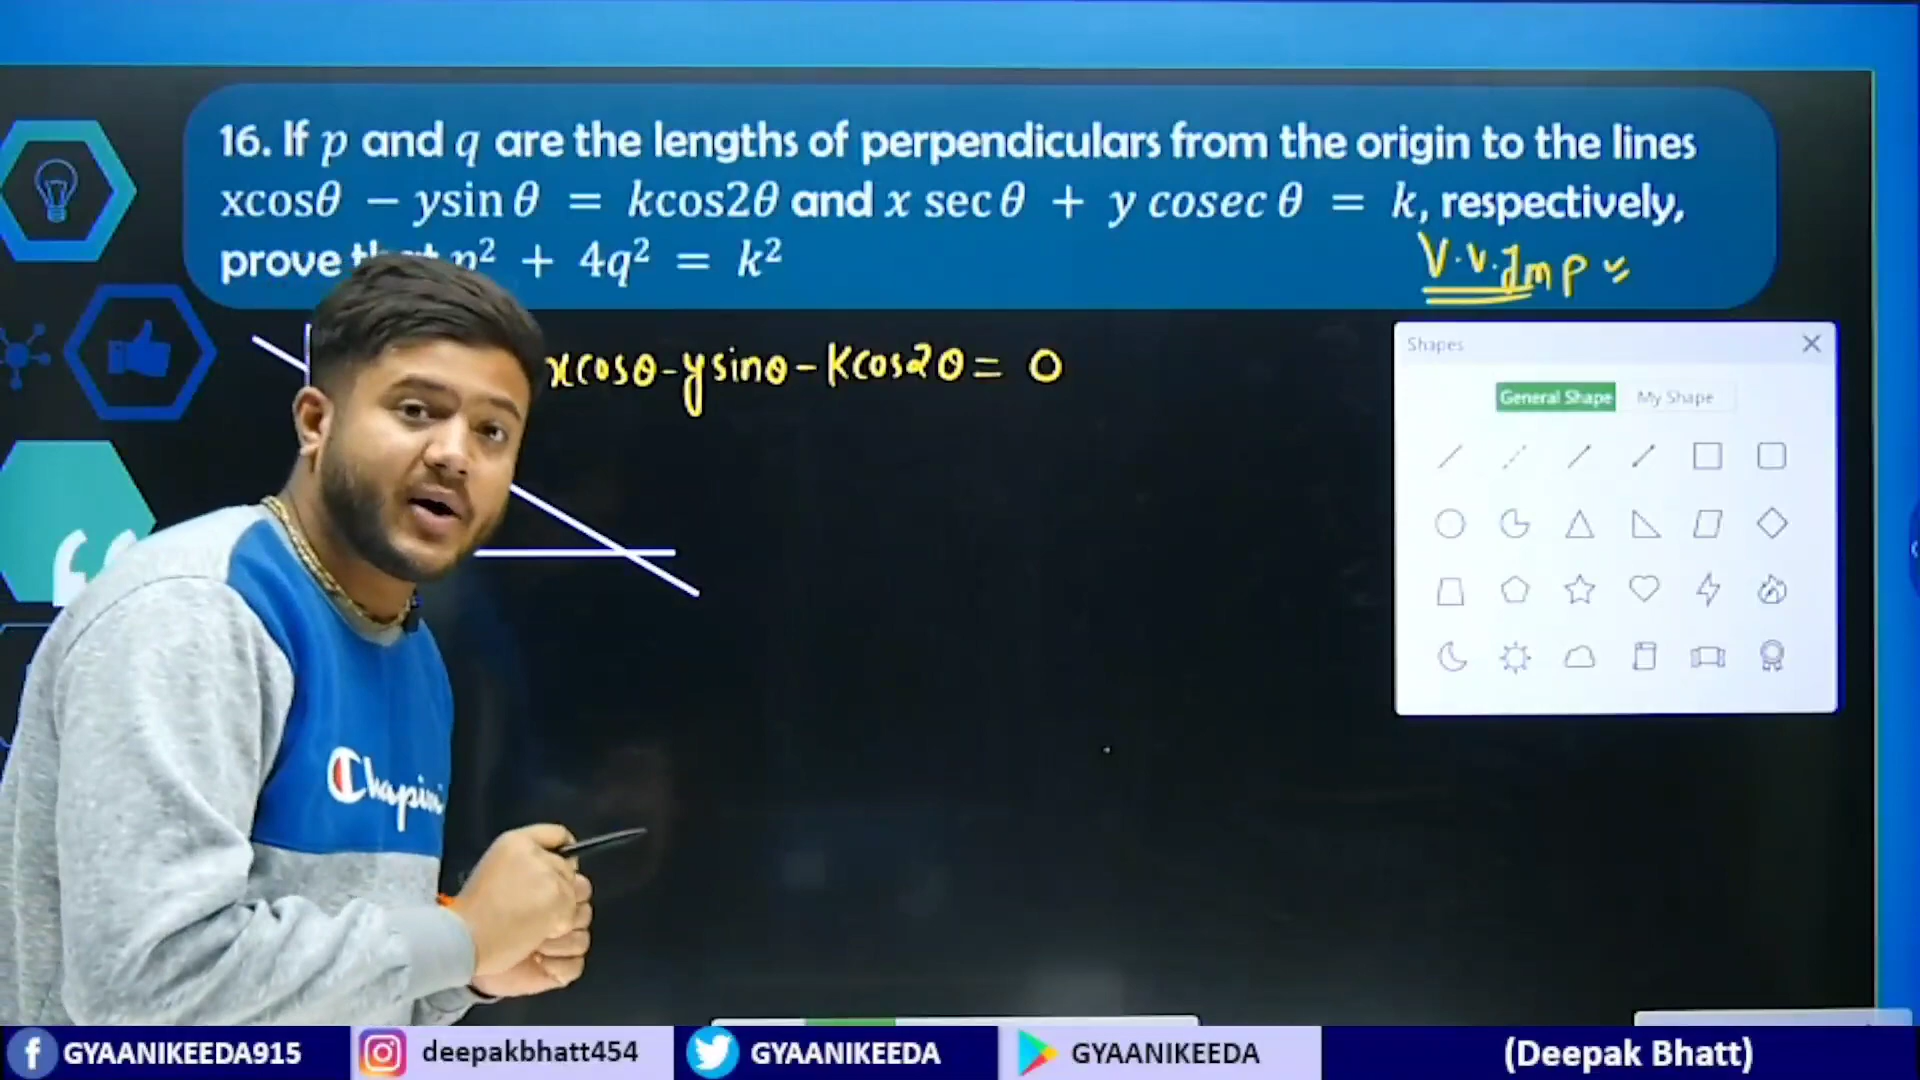 16. If p and q are the lengths of perpendiculars from the origin to the lines
xcosθ − ysin θ = kcos2θ and x sec θ + y cosec θ = k, respectively,
prove + 4q² = k²
V.V.Imp
xcosθ-ysinθ-Kcos2θ= 0
Shapes
General Shape My Shape
GYAANIKEEDA915 deepakbhatt454 GYAANIKEEDA GYAANIKEEDA (Deepak Bhatt)